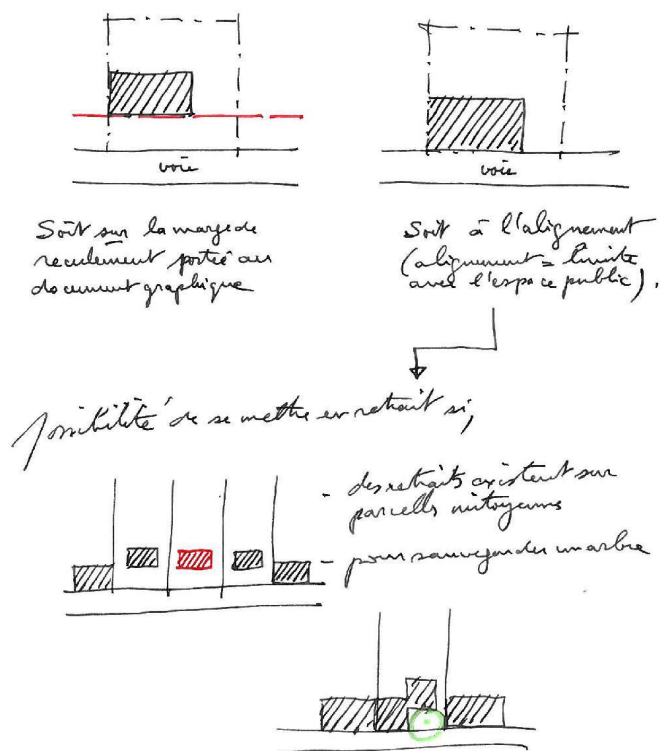 voie
voie
Soit sur la marge de
reculement portée au
document graphique
Soit à l'alignement
(alignement = limite
avec l'espace public).
possibilité de se mettre en retrait si,
- des retraits existent sur
parcelles mitoyennes
- pour sauvegarder un arbre